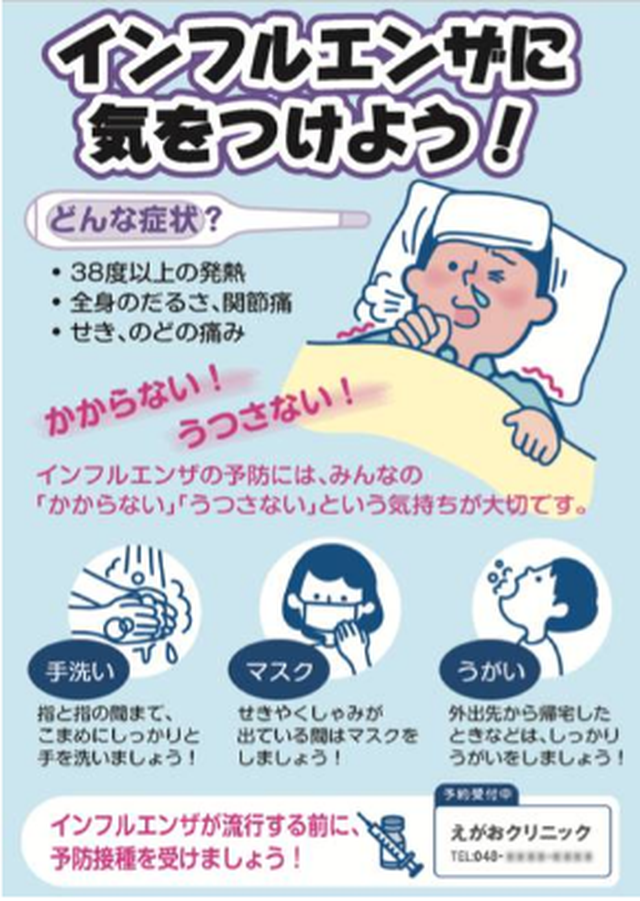 インフルエンザに
気をつけよう！
どんな症状？
• 38度以上の発熱
• 全身のだるさ、関節痛
• せき、のどの痛み
かからない！
うつさない！
インフルエンザの予防には、みんなの
「かからない」「うつさない」という気持ちが大切です。
手洗い
指と指の間まで、
こまめにしっかりと
手を洗いましょう！
マスク
せきやくしゃみが
出ている間はマスクを
しましょう！
うがい
外出先から帰宅した
ときなどは、しっかり
うがいをしましょう！
インフルエンザが流行する前に、
予防接種を受けましょう！
予約受付中
えがおクリニック
TEL:048-